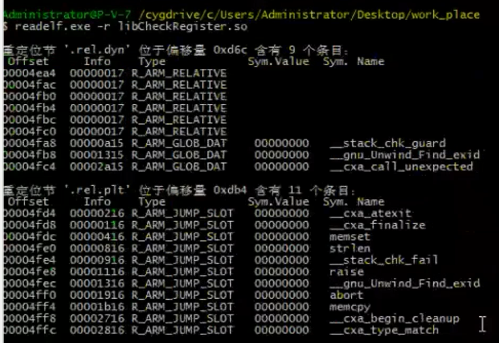 Administrator@P-V-7 /cygdrive/c/Users/Administrator/Desktop/work_place
$ readelf.exe -r libCheckRegister.so
重定位节 '.rel.dyn' 位于偏移量 0xd6c 含有 9 个条目:
Offset Info Type Sym.Value Sym. Name
00004ea4 00000017 R_ARM_RELATIVE
00004fac 00000017 R_ARM_RELATIVE
00004fb0 00000017 R_ARM_RELATIVE
00004fb4 00000017 R_ARM_RELATIVE
00004fbc 00000017 R_ARM_RELATIVE
00004fc0 00000017 R_ARM_RELATIVE
00004fa8 00000a15 R_ARM_GLOB_DAT 00000000 __stack_chk_guard
00004fb8 00001315 R_ARM_GLOB_DAT 00000000 __gnu_Unwind_Find_exid
00004fc4 00002a15 R_ARM_GLOB_DAT 00000000 __cxa_call_unexpected
重定位节 '.rel.plt' 位于偏移量 0xdb4 含有 11 个条目:
Offset Info Type Sym.Value Sym. Name
00004fd4 00000216 R_ARM_JUMP_SLOT 00000000 __cxa_atexit
00004fd8 00000116 R_ARM_JUMP_SLOT 00000000 __cxa_finalize
00004fdc 00000416 R_ARM_JUMP_SLOT 00000000 memset
00004fe0 00000816 R_ARM_JUMP_SLOT 00000000 strlen
00004fe4 00000916 R_ARM_JUMP_SLOT 00000000 __stack_chk_fail
00004fe8 00001116 R_ARM_JUMP_SLOT 00000000 raise
00004fec 00001316 R_ARM_JUMP_SLOT 00000000 __gnu_Unwind_Find_exid
00004ff0 00001916 R_ARM_JUMP_SLOT 00000000 abort
00004ff4 00001b16 R_ARM_JUMP_SLOT 00000000 memcpy
00004ff8 00002716 R_ARM_JUMP_SLOT 00000000 __cxa_begin_cleanup
00004ffc 00002816 R_ARM_JUMP_SLOT 00000000 __cxa_type_match